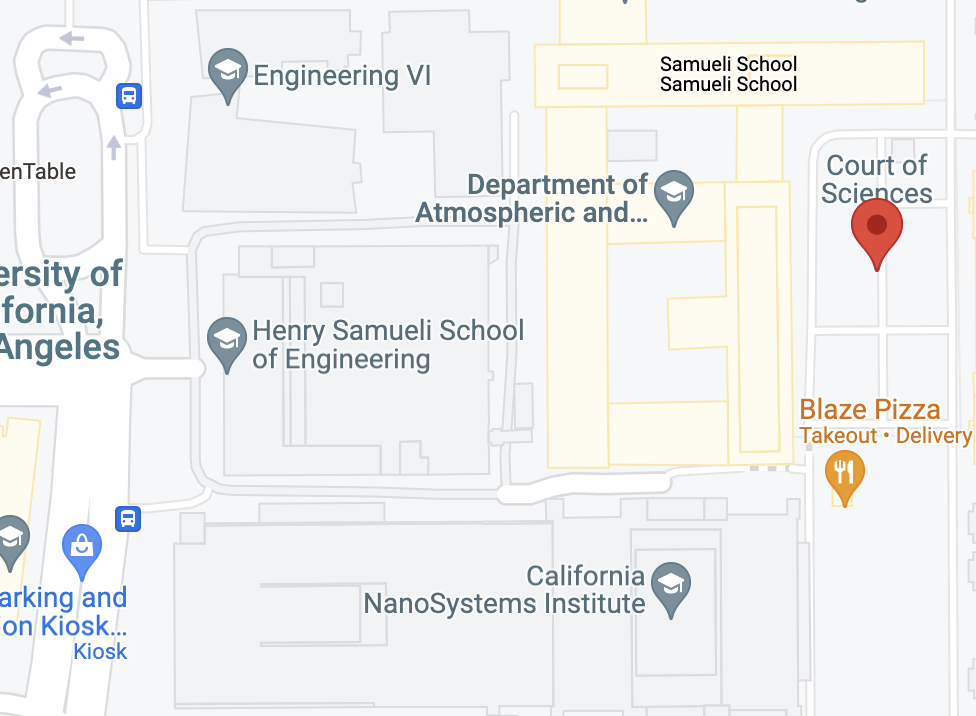 Samueli School
Samueli School
Engineering VI
enTable
Court of
Sciences
Department of
Atmospheric and...
ersity of
fornia,
Angeles
Henry Samueli School
of Engineering
Blaze Pizza
Takeout • Delivery
California
NanoSystems Institute
arking and
ion Kiosk...
Kiosk